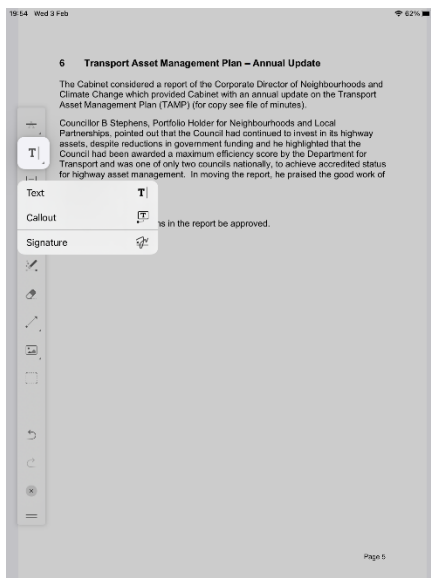 19:54 Wed 3 Feb
62%
6 Transport Asset Management Plan – Annual Update
The Cabinet considered a report of the Corporate Director of Neighbourhoods and
Climate Change which provided Cabinet with an annual update on the Transport
Asset Management Plan (TAMP) (for copy see file of minutes).
Councillor B Stephens, Portfolio Holder for Neighbourhoods and Local
Partnerships, pointed out that the Council had continued to invest in its highway
assets, despite reductions in government funding and he highlighted that the
Council had been awarded a maximum efficiency score by the Department for
Transport and was one of only two councils nationally, to achieve accredited status
for highway asset management. In moving the report, he praised the good work of
T
Text T
Callout T
Signature
in the report be approved.
Page 5